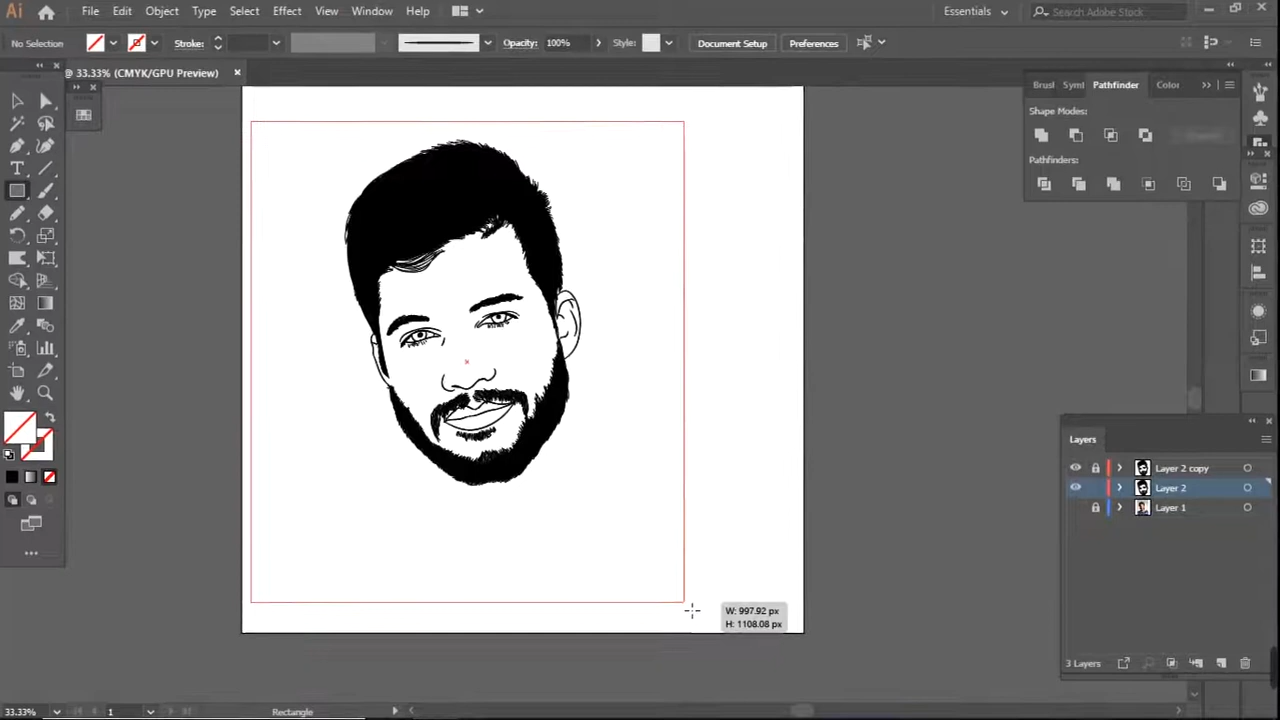 Ai File Edit Object Type Select Effect View Window Help Essentials Search Adobe Stock
No Selection Stroke: Opacity: 100% Style: Document Setup Preferences
@ 33.33% (CMYK/GPU Preview)
Brusl Syml Pathfinder Color
Shape Modes:
Pathfinders:
Layers
Layer 2 copy
Layer 2
Layer 1
W: 997.92 px
H: 1108.08 px
3 Layers
33.33% 1 Rectangle